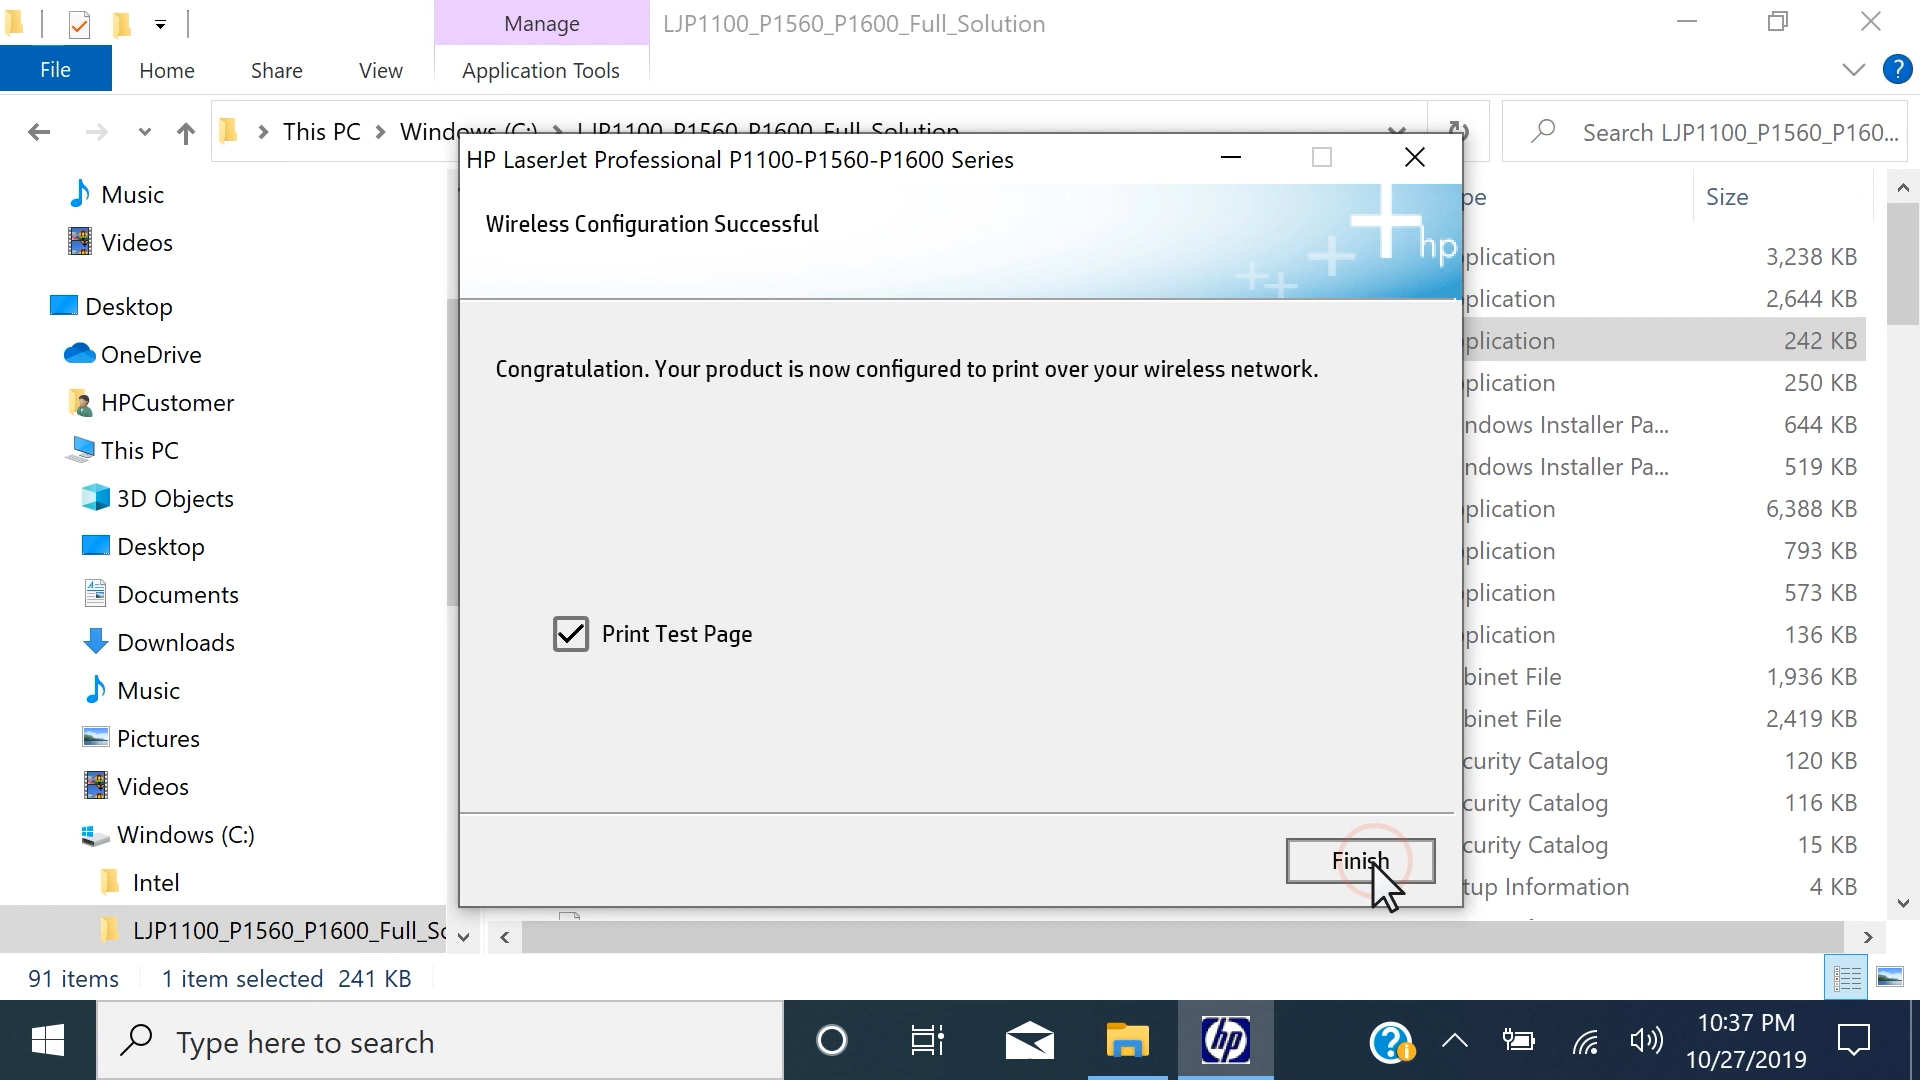 Manage
LJP1100_P1560_P1600_Full_Solution
File
Home
Share
View
Application Tools
This PC
Windows (C:)
LJP1100_P1560_P1600_Full_Solution
Search LJP1100_P1560_P160...
HP LaserJet Professional P1100-P1560-P1600 Series
Wireless Configuration Successful
hp
Congratulation. Your product is now configured to print over your wireless network.
Print Test Page
Finish
Music
Videos
Desktop
OneDrive
HPCustomer
This PC
3D Objects
Desktop
Documents
Downloads
Music
Pictures
Videos
Windows (C:)
Intel
LJP1100_P1560_P1600_Full_Sc
pe Size
plication 3,238 KB
plication 2,644 KB
plication 242 KB
plication 250 KB
ndows Installer Pa... 644 KB
ndows Installer Pa... 519 KB
plication 6,388 KB
plication 793 KB
plication 573 KB
plication 136 KB
binet File 1,936 KB
binet File 2,419 KB
curity Catalog 120 KB
curity Catalog 116 KB
curity Catalog 15 KB
tup Information 4 KB
91 items 1 item selected 241 KB
Type here to search
hp
10:37 PM
10/27/2019